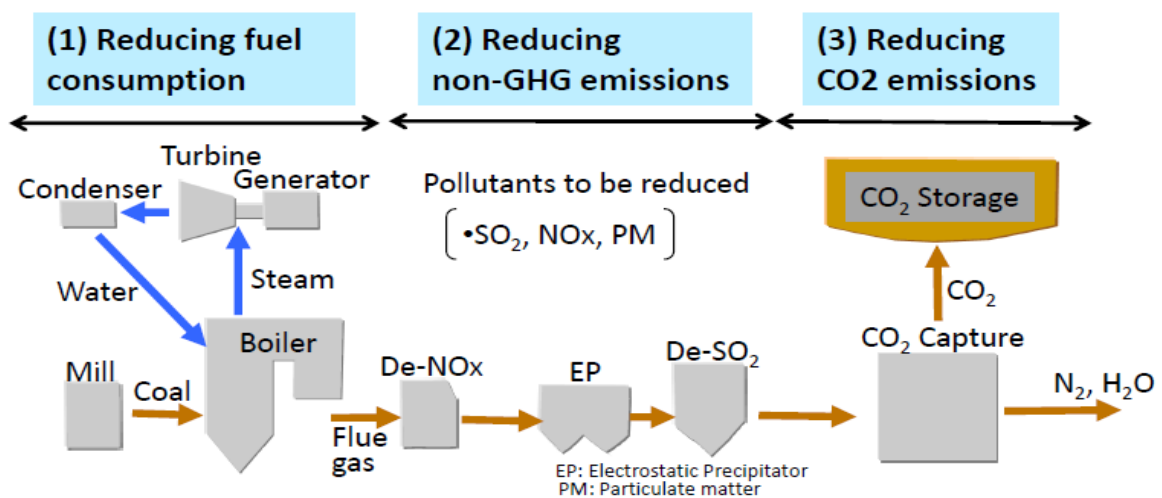 (1) Reducing fuel
consumption
(2) Reducing
non-GHG emissions
(3) Reducing
CO2 emissions
Turbine
Condenser
Generator
Pollutants to be reduced
•SO₂, NOx, PM
CO₂ Storage
Water
Steam
CO₂
Boiler
CO₂ Capture
Mill
Coal
De-NOx
EP
De-SO₂
N₂, H₂O
Flue
gas
EP: Electrostatic Precipitator
PM: Particulate matter